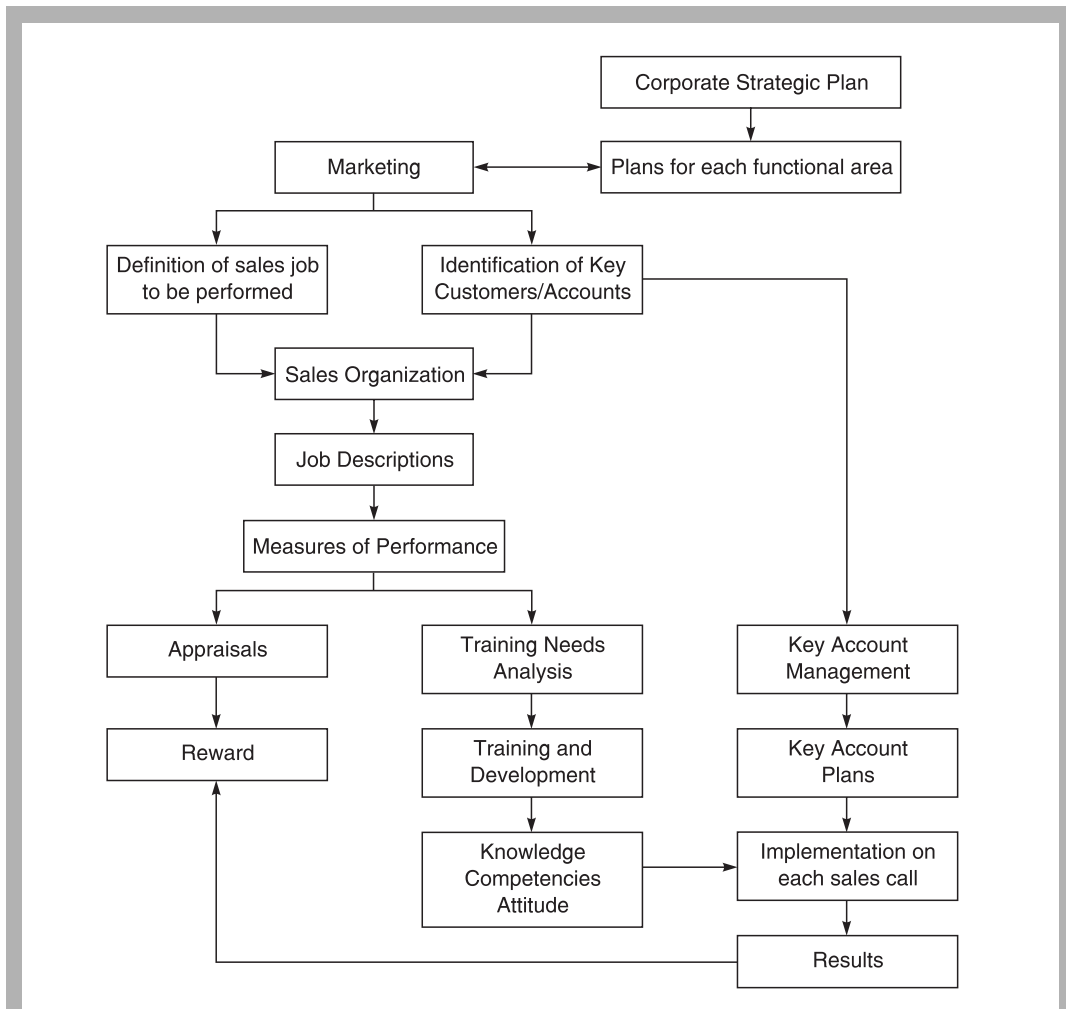 Corporate Strategic Plan
Marketing
Plans for each functional area
Definition of sales job
to be performed
Identification of Key
Customers/Accounts
Sales Organization
Job Descriptions
Measures of Performance
Appraisals
Training Needs
Analysis
Key Account
Management
Reward
Training and
Development
Key Account
Plans
Knowledge
Competencies
Attitude
Implementation on
each sales call
Results